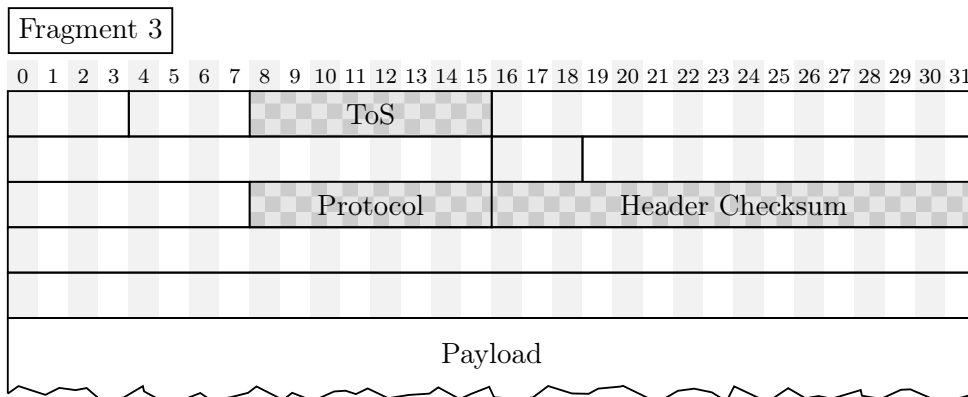 Fragment 3
0 1 2 3 4 5 6 7 8 9 10 11 12 13 14 15 16 17 18 19 20 21 22 23 24 25 26 27 28 29 30 31
ToS
Protocol Header Checksum
Payload